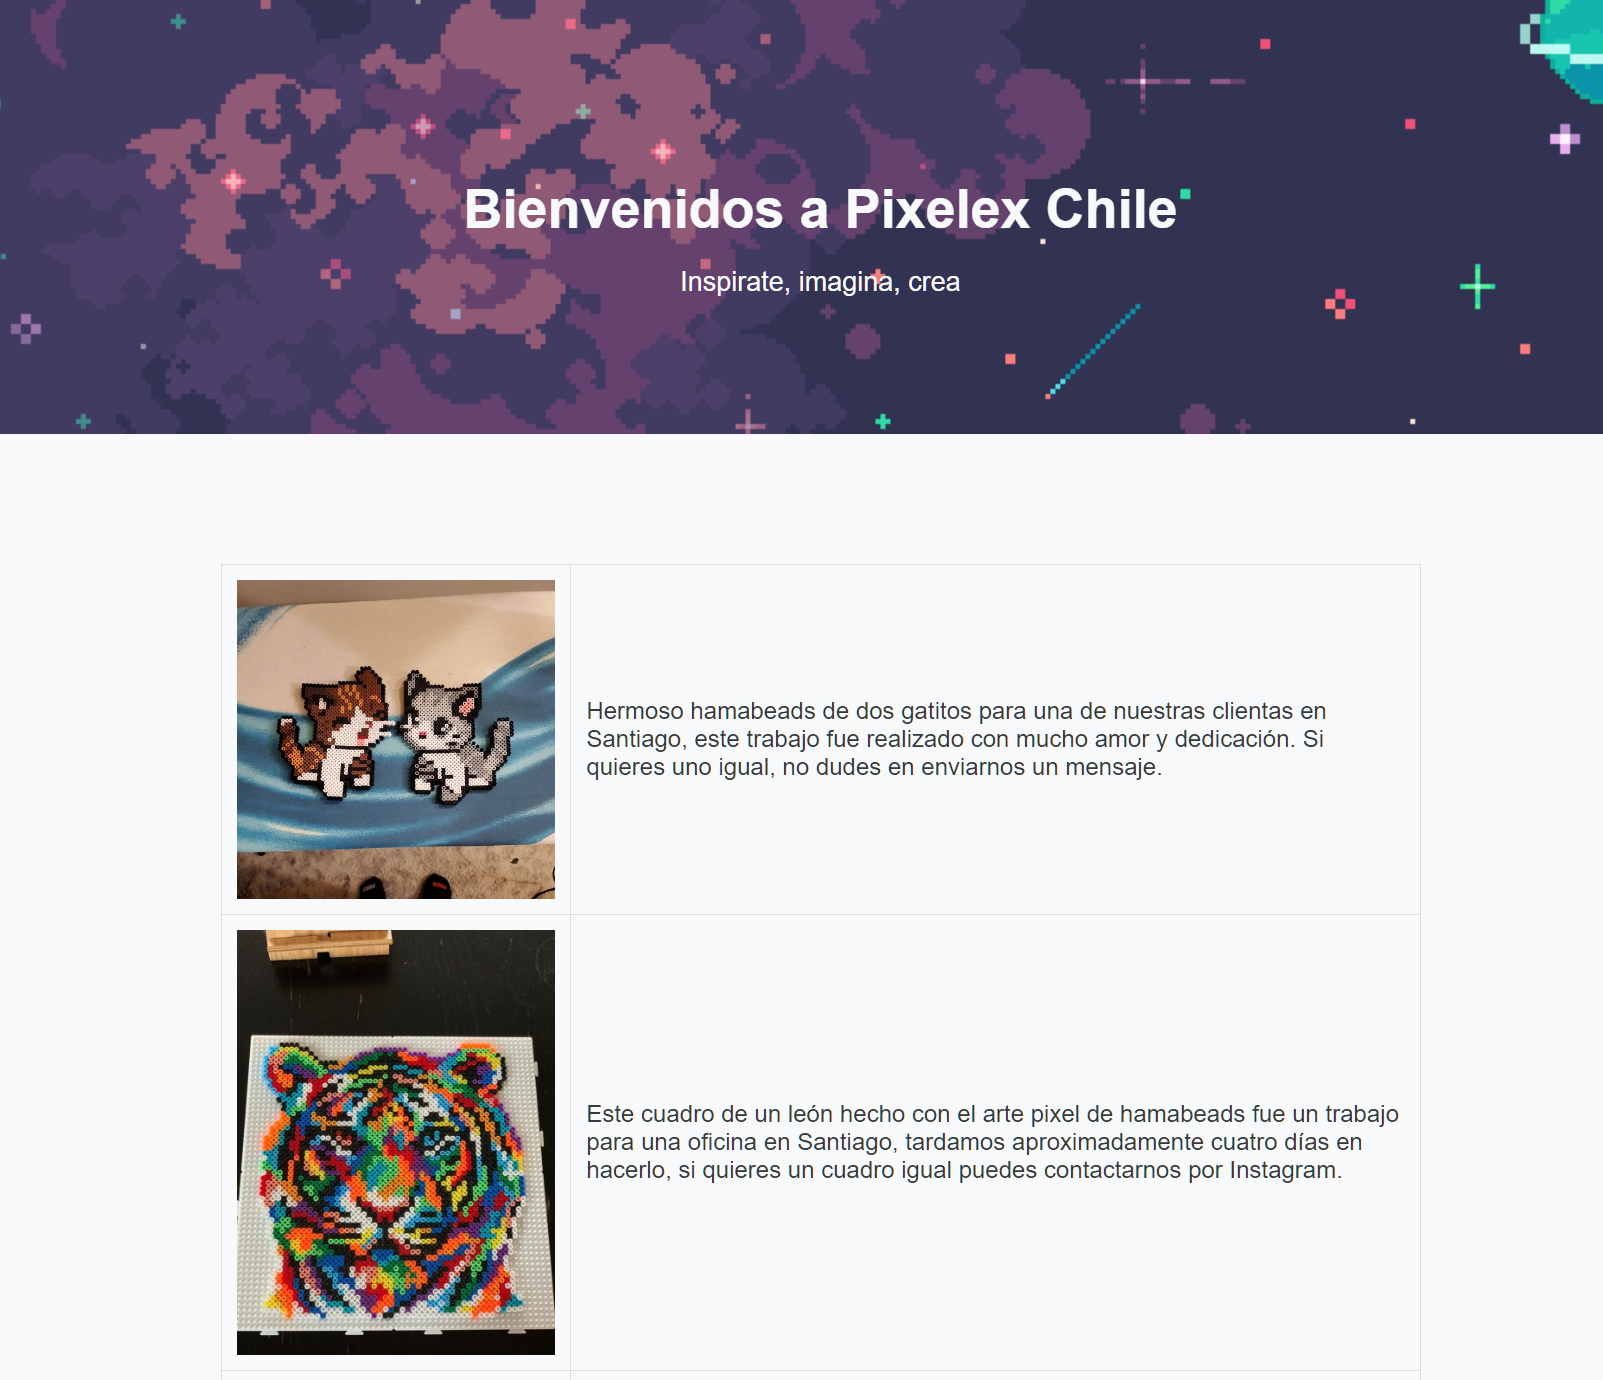 Bienvenidos a Pixelex Chile
Inspirate, imagina, crea
Hermoso hamabeads de dos gatitos para una de nuestras clientas en
Santiago, este trabajo fue realizado con mucho amor y dedicación. Si
quieres uno igual, no dudes en enviarnos un mensaje.
Este cuadro de un león hecho con el arte pixel de hamabeads fue un trabajo
para una oficina en Santiago, tardamos aproximadamente cuatro días en
hacerlo, si quieres un cuadro igual puedes contactarnos por Instagram.